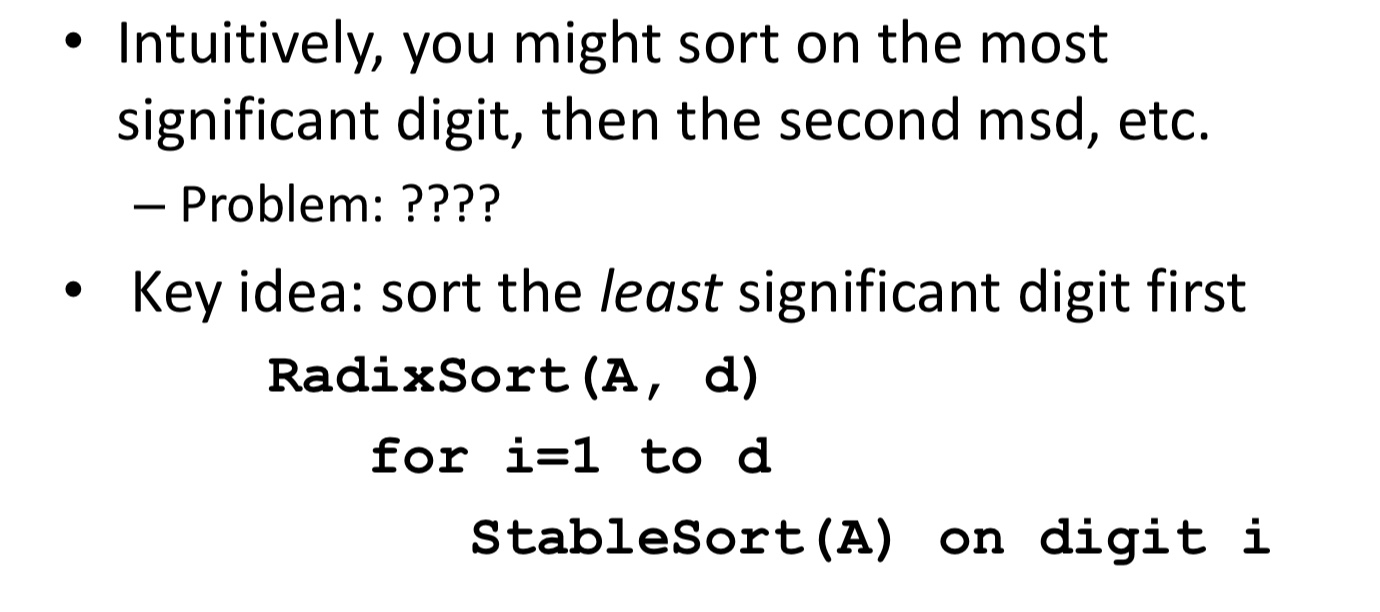 • Intuitively, you might sort on the most
significant digit, then the second msd, etc.
– Problem: ????
• Key idea: sort the least significant digit first
RadixSort(A, d)
for i=1 to d
StableSort(A) on digit i